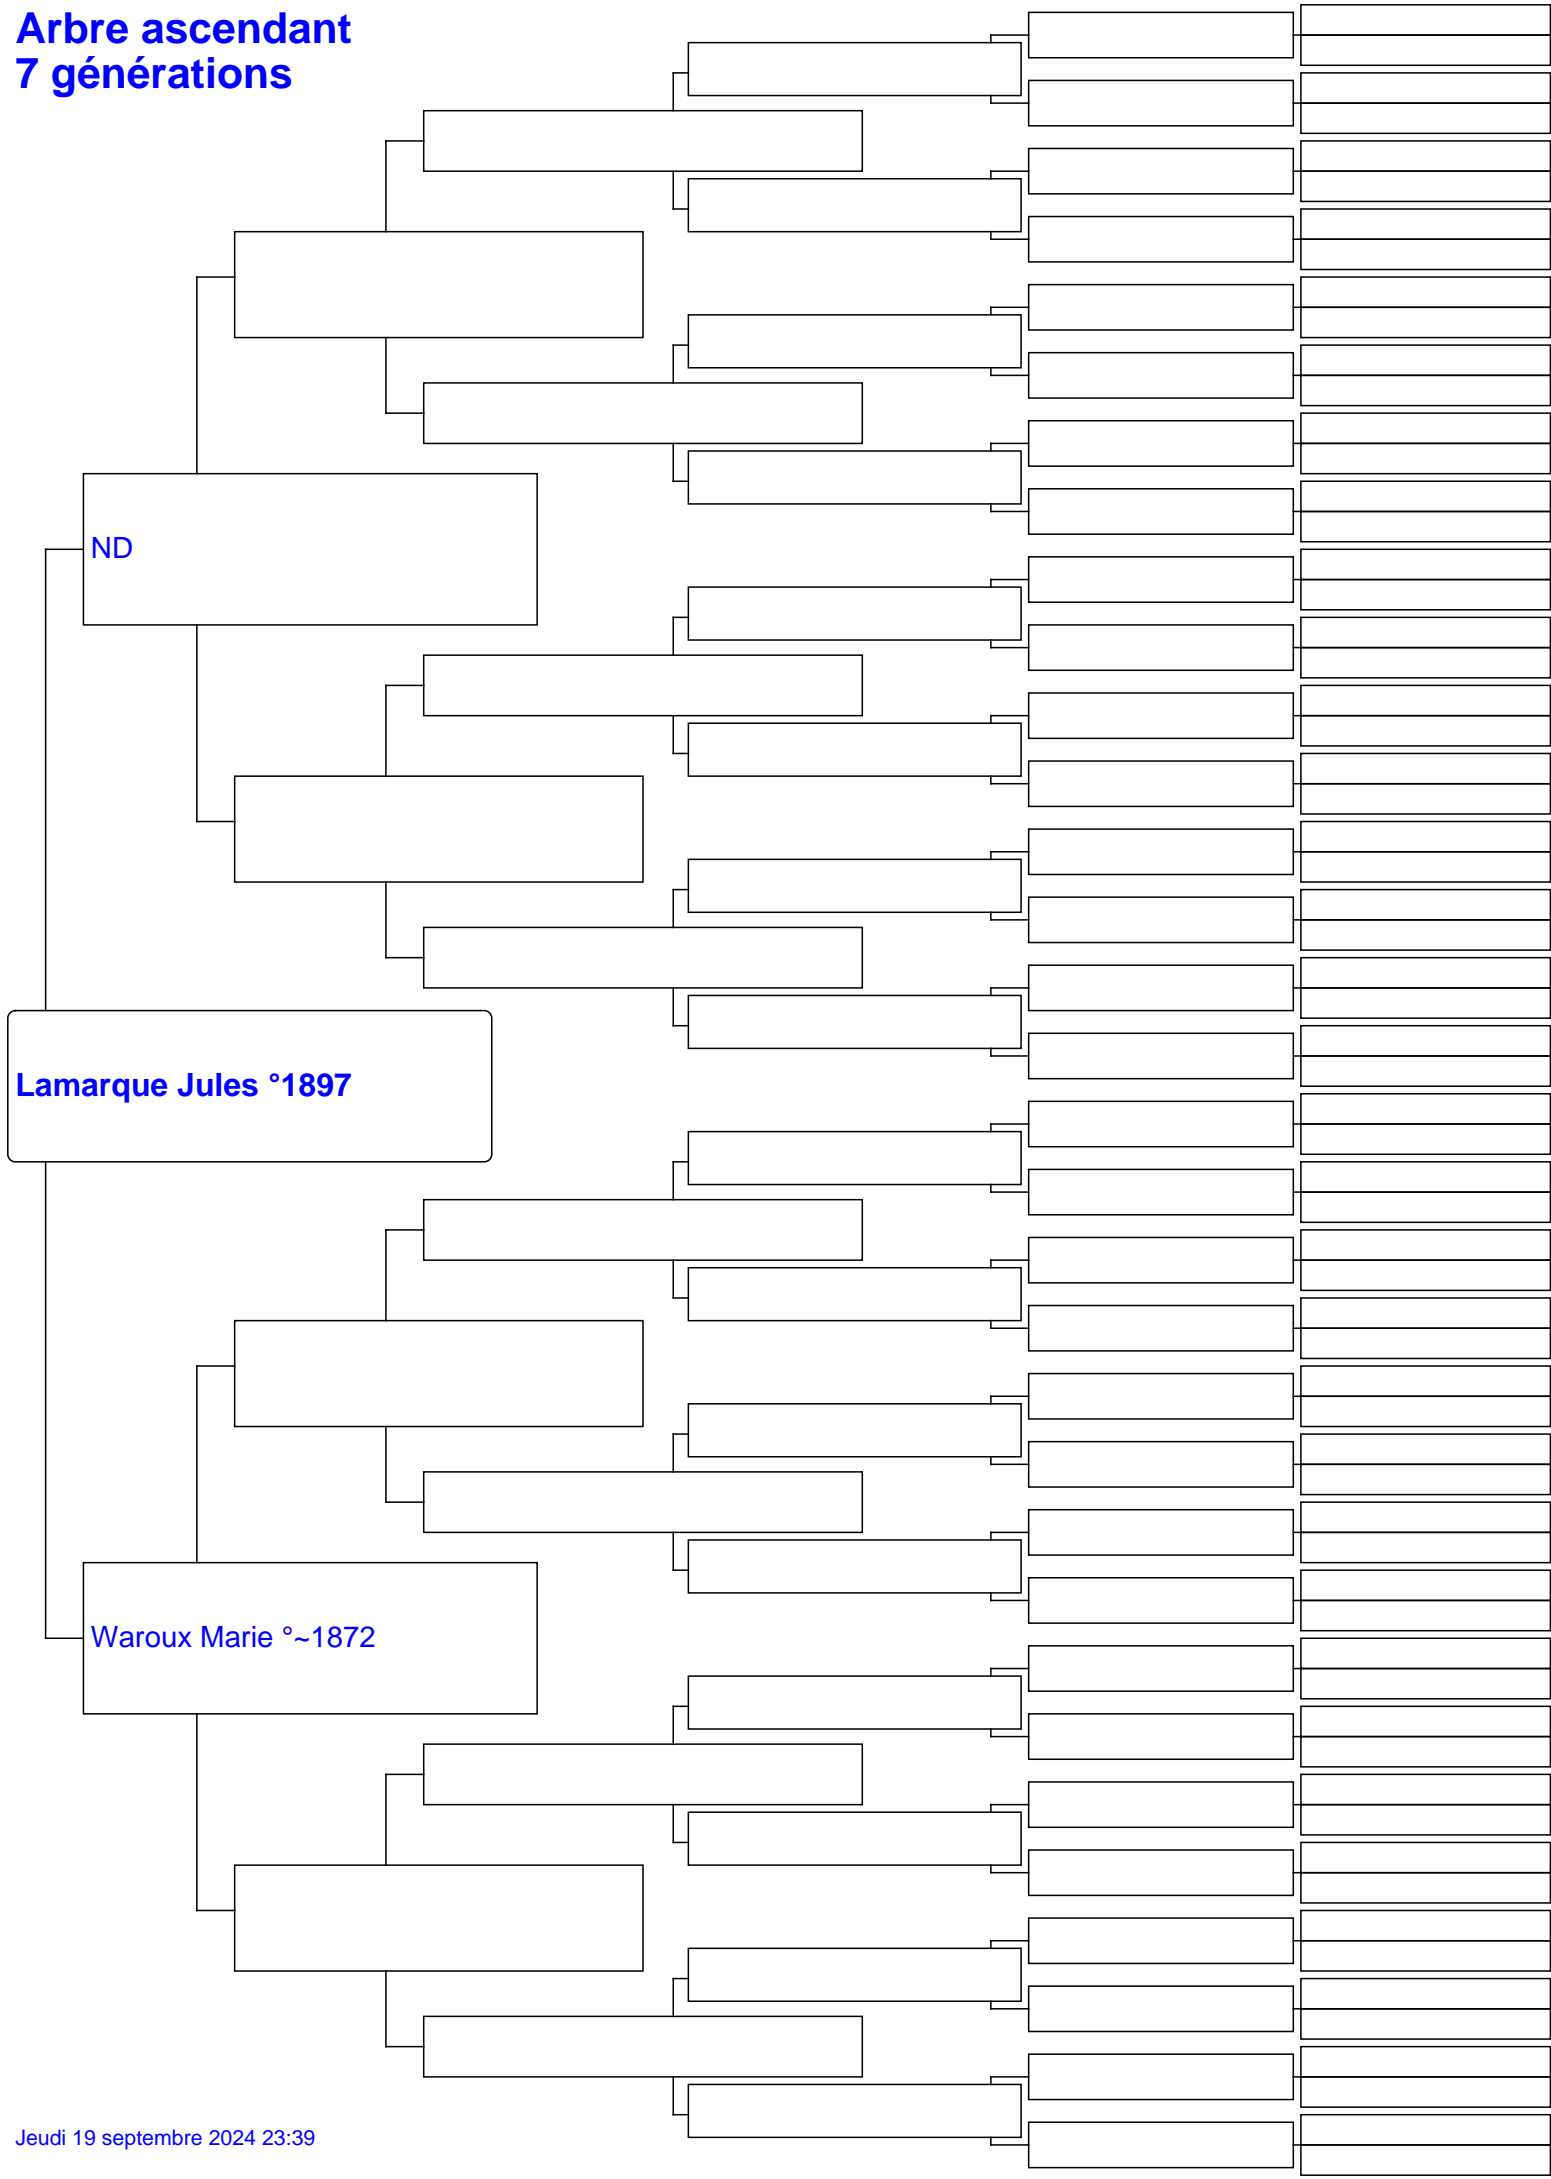 Arbre ascendant
7 générations
ND
Lamarque Jules °1897
Waroux Marie °~1872
Jeudi 19 septembre 2024 23:39